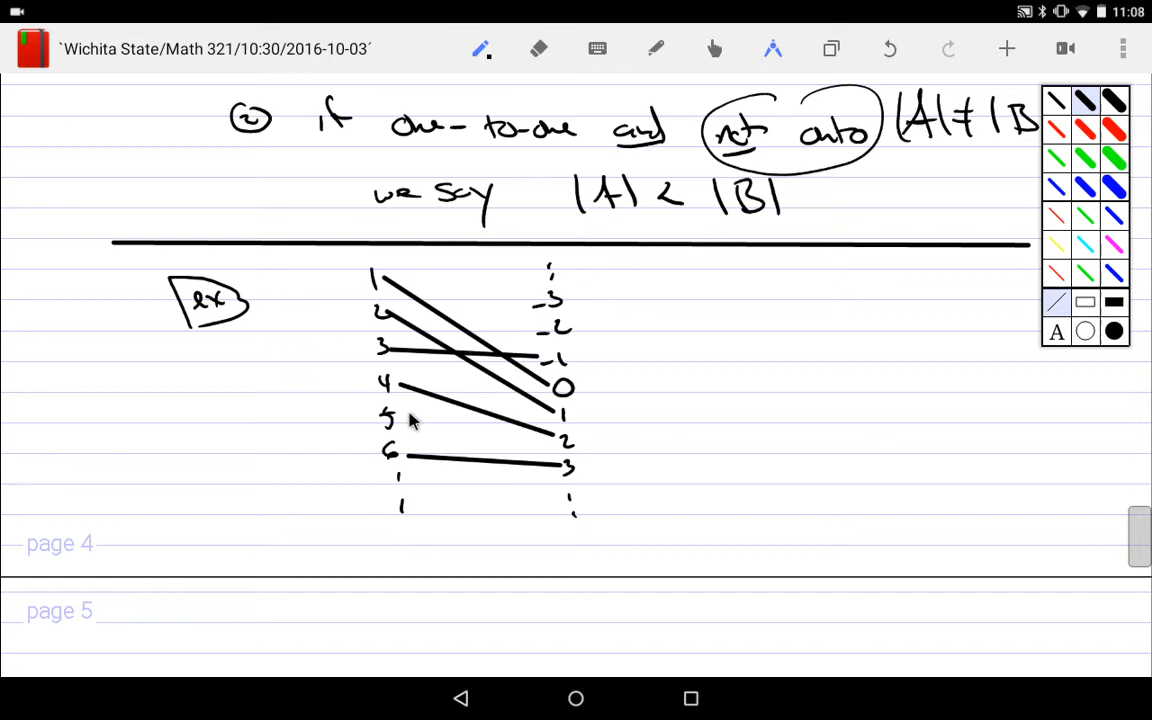 11:08
`Wichita State/Math 321/10:30/2016-10-03´
② if one-to-one and not onto |A| ≠ |B
we say |A| < |B|
ex
1
2
3
4
5
6
-3
-2
-1
0
1
2
3
A
page 4
page 5